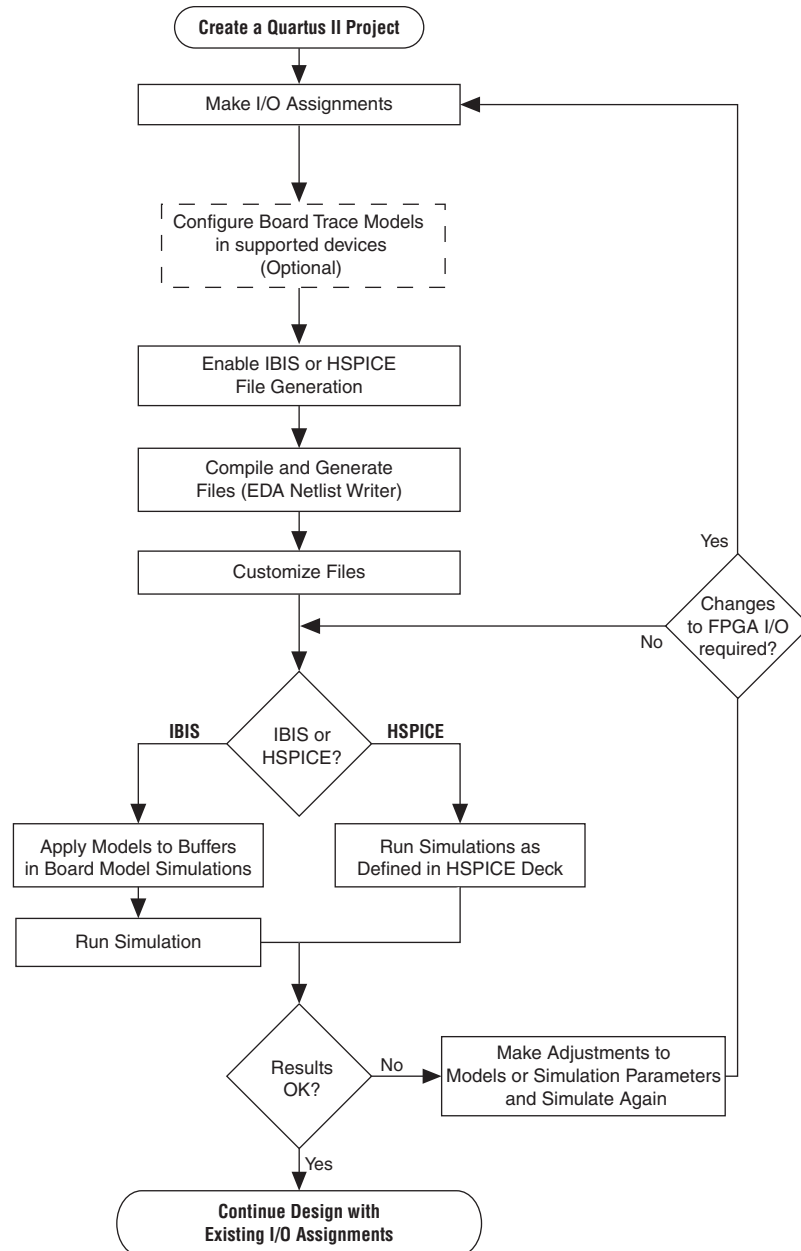 Create a Quartus II Project
Make I/O Assignments
Configure Board Trace Models
in supported devices
(Optional)
Enable IBIS or HSPICE
File Generation
Compile and Generate
Files (EDA Netlist Writer)
Yes
Customize Files
Changes
to FPGA I/O
required?
No
IBIS
IBIS or
HSPICE?
HSPICE
Apply Models to Buffers
in Board Model Simulations
Run Simulations as
Defined in HSPICE Deck
Run Simulation
Results
OK?
No
Make Adjustments to
Models or Simulation Parameters
and Simulate Again
Yes
Continue Design with
Existing I/O Assignments